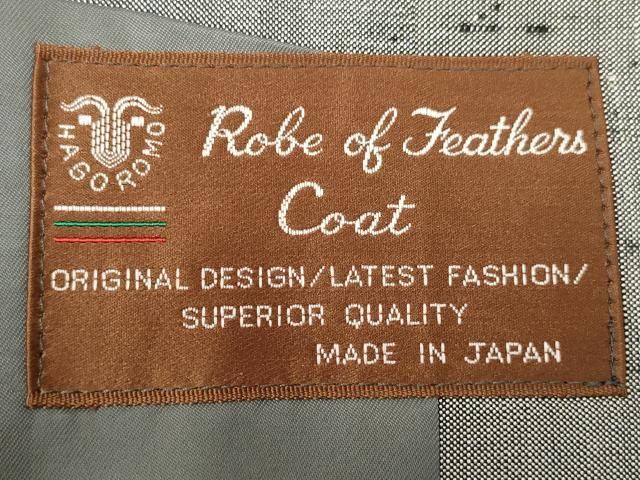 HAGOROMO
Robe of Feathers
Coat
ORIGINAL DESIGN/LATEST FASHION/
SUPERIOR QUALITY
MADE IN JAPAN